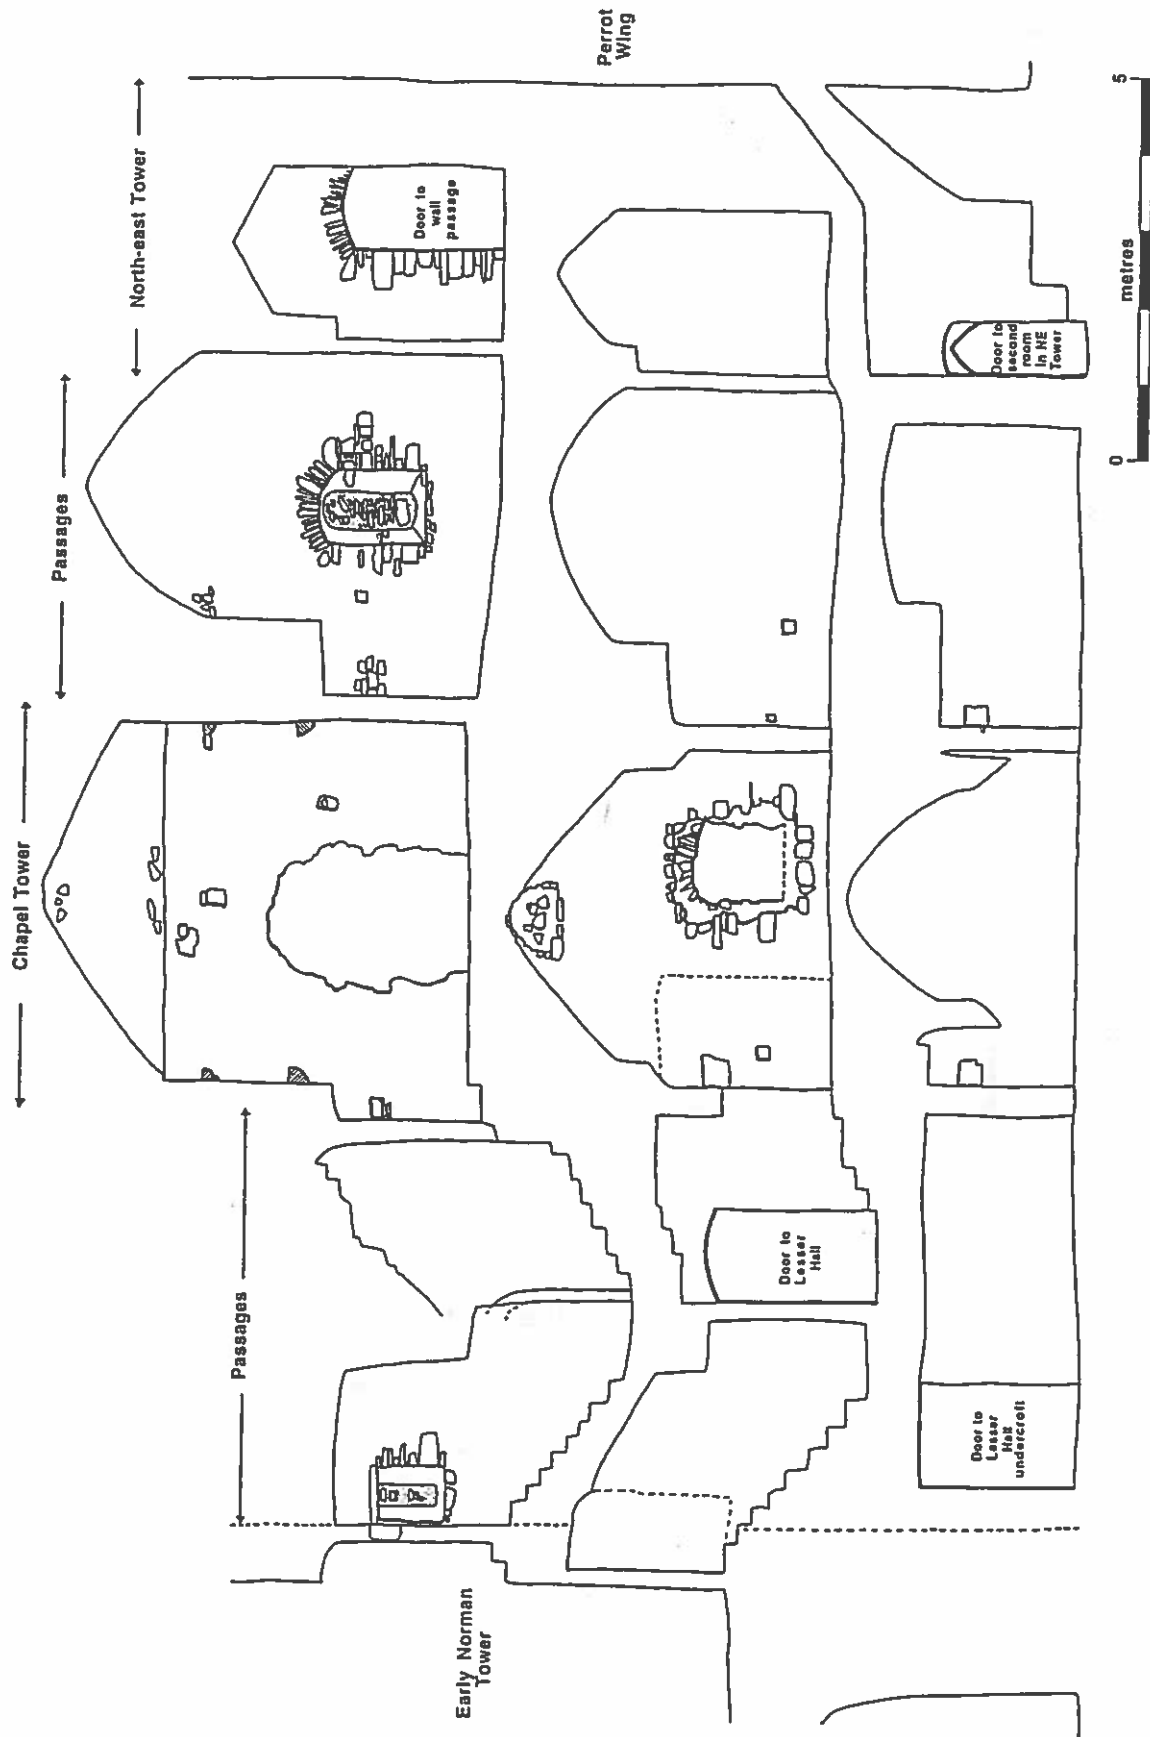 Chapel Tower
Passages
North-east Tower
Passages
Door to
wall
passage
Perrot
Wing
Early Norman
Tower
Door to
Lesser
Hall
Door to
second
room
in NE
Tower
Door to
Lesser
Hall
undercroft
0
5
metres